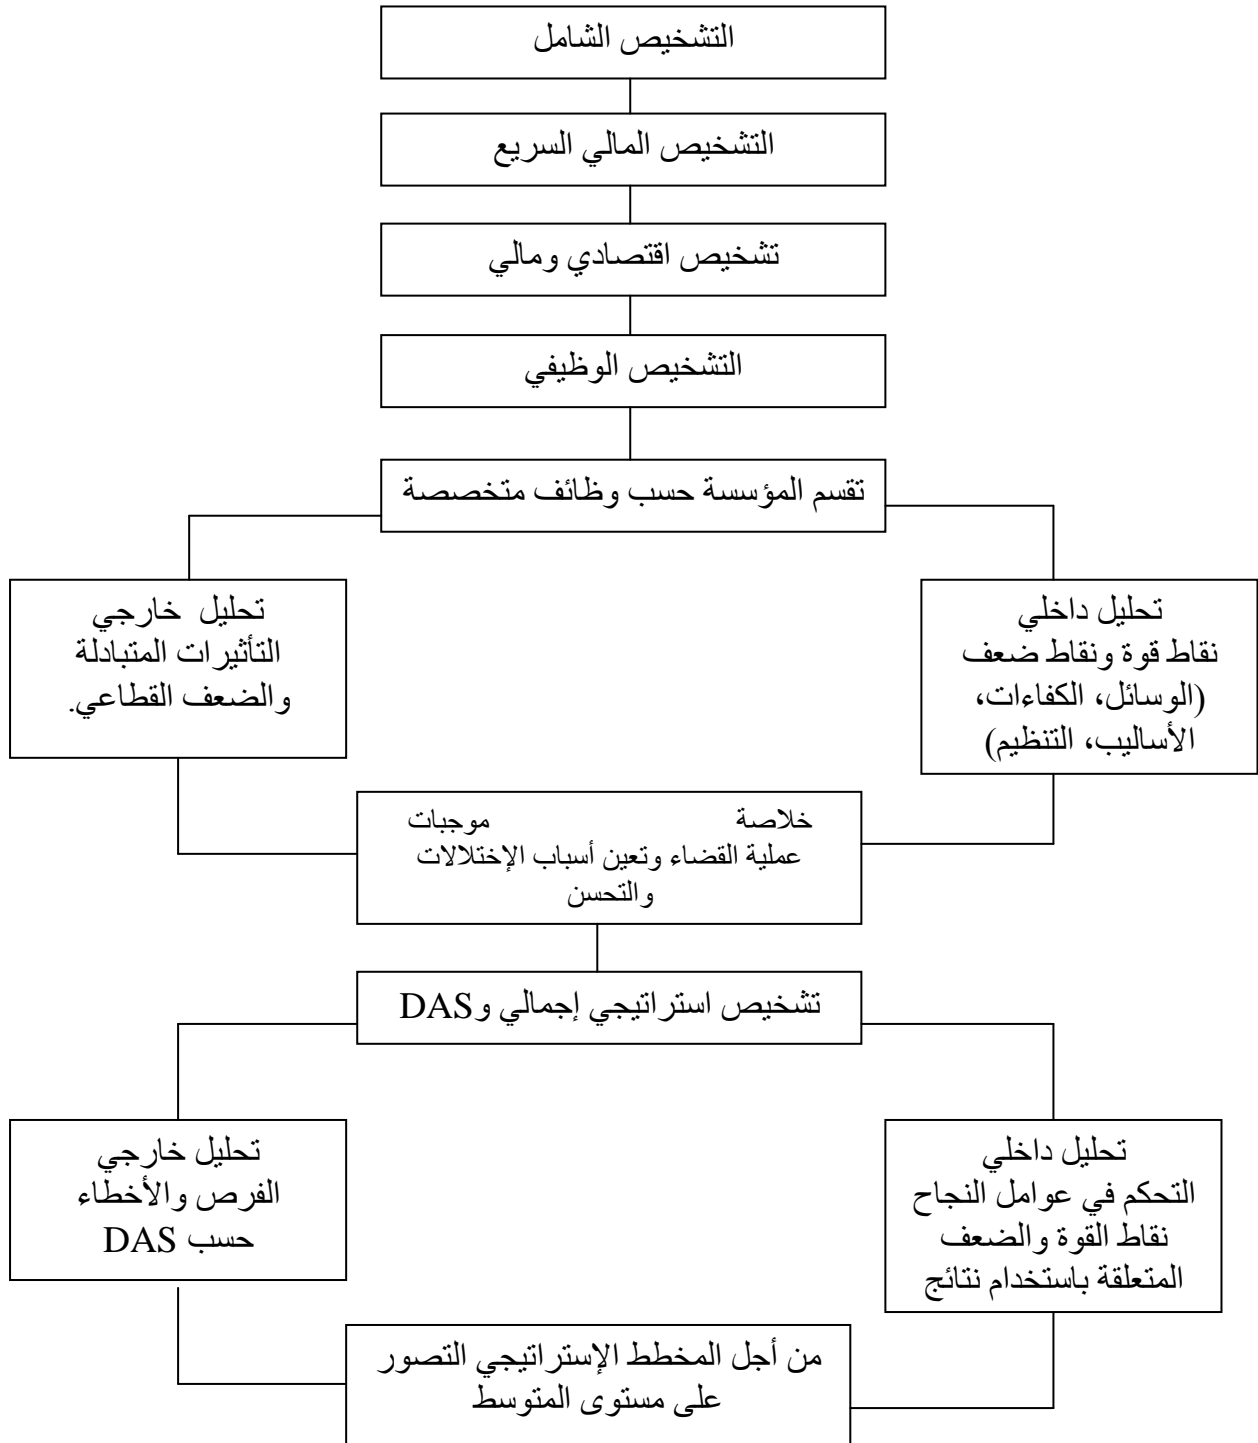 التشخيص الشامل
التشخيص المالي السريع
تشخيص اقتصادي ومالي
التشخيص الوظيفي
تقسم المؤسسة حسب وظائف متخصصة
تحليل داخلي
نقاط قوة ونقاط ضعف
(الوسائل، الكفاءات،
الأساليب، التنظيم)
تحليل خارجي
التأثيرات المتبادلة
والضعف القطاعي.
خلاصة موجبات
عملية القضاء وتعين أسباب الإختلالات
والتحسن
تشخيص استراتيجي إجمالي وDAS
تحليل داخلي
التحكم في عوامل النجاح
نقاط القوة والضعف
المتعلقة باستخدام نتائج
تحليل خارجي
الفرص والأخطاء
حسب DAS
من أجل المخطط الإستراتيجي التصور
على مستوى المتوسط